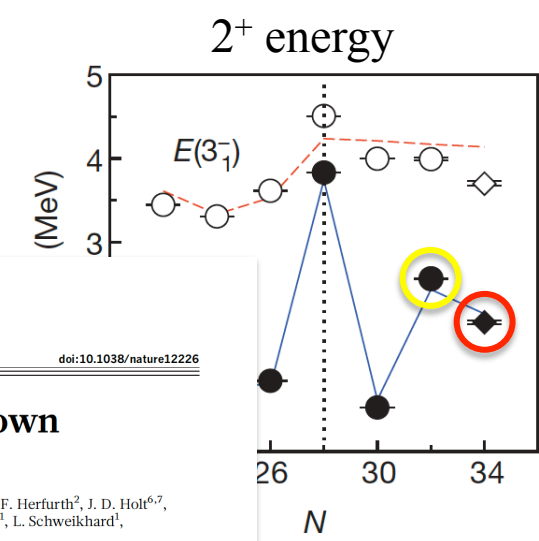 2⁺ energy
5
E(3⁻₁)
4
(MeV)
3
doi:10.1038/nature12226
own
F. Herfurth², J. D. Holt⁶,⁷,
¹, L. Schweikhard¹,
26 30 34
N